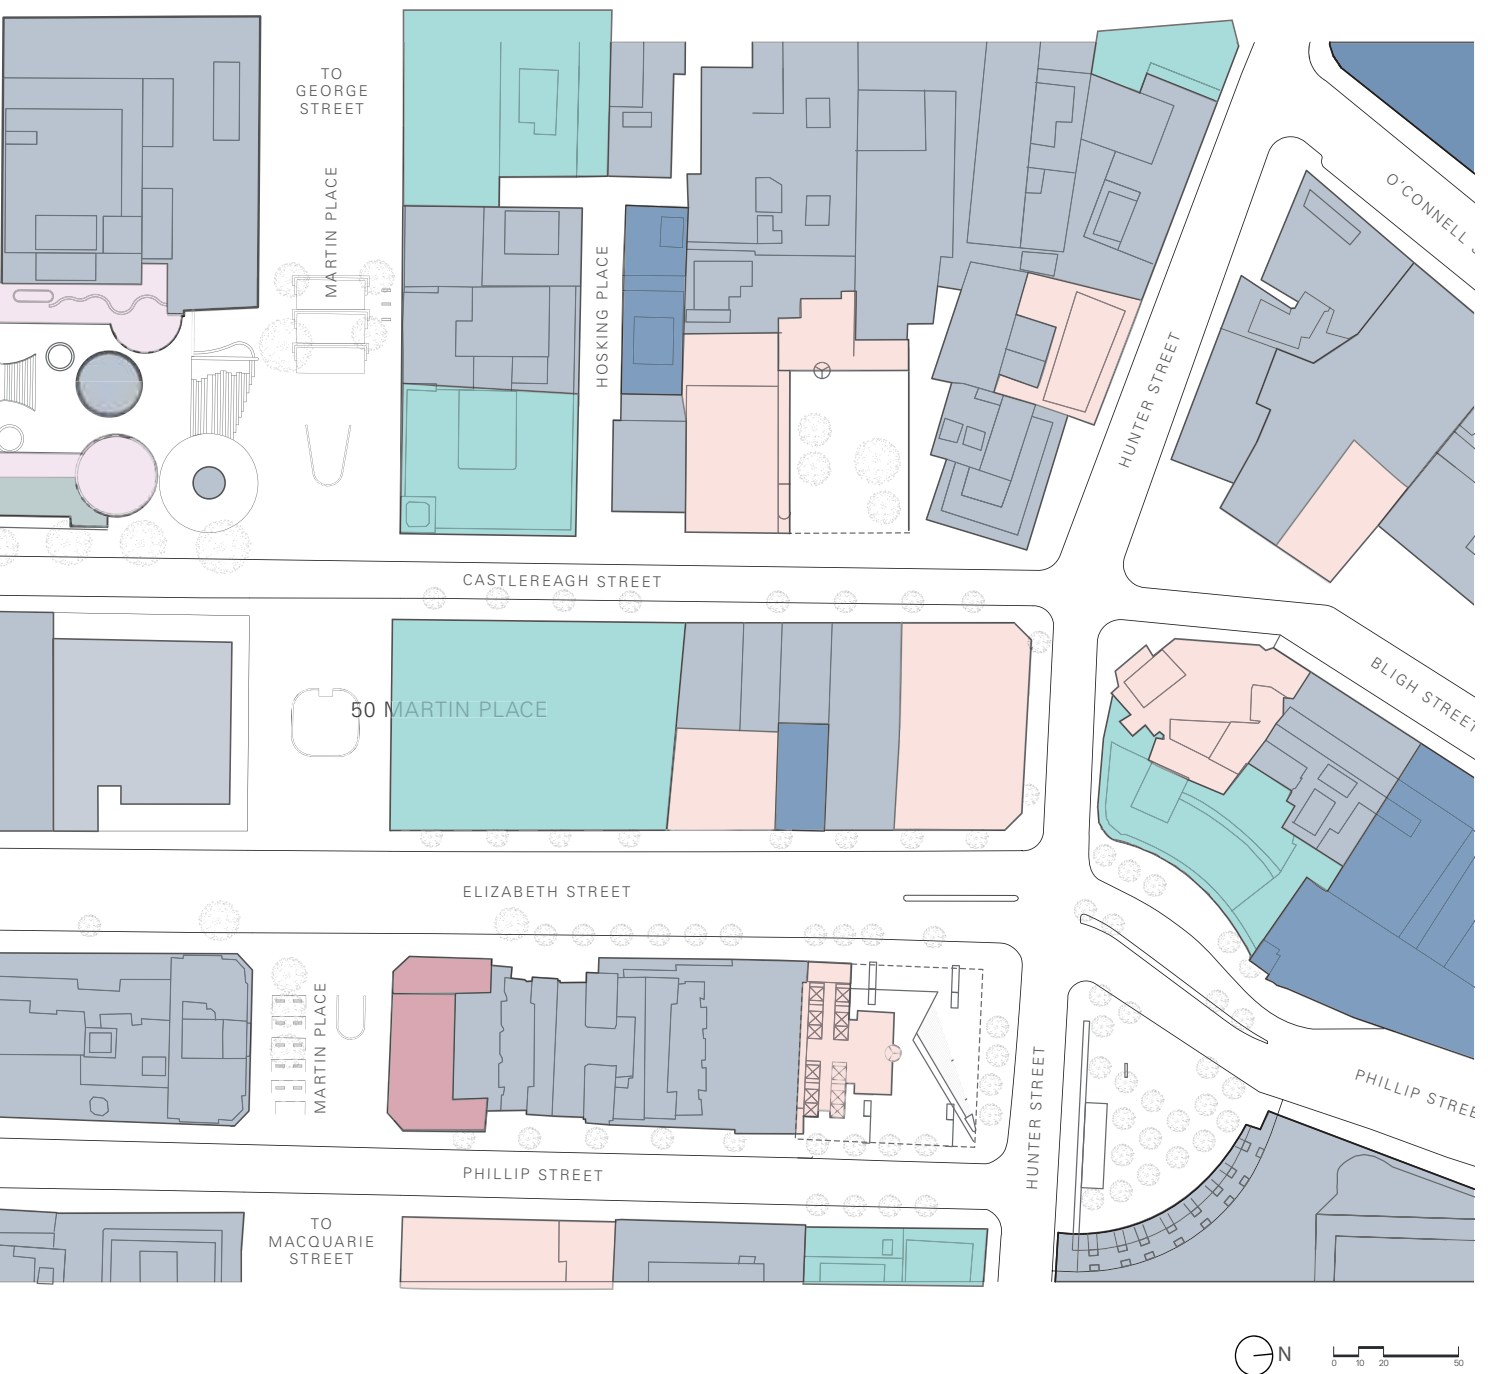 TO
GEORGE
STREET
MARTIN PLACE
HOSKING PLACE
O'CONNELL S
HUNTER STREET
CASTLEREAGH STREET
BLIGH STREET
50 MARTIN PLACE
ELIZABETH STREET
MARTIN PLACE
HUNTER STREET
PHILLIP STREE
PHILLIP STREET
TO
MACQUARIE
STREET
N
0 10 20 50